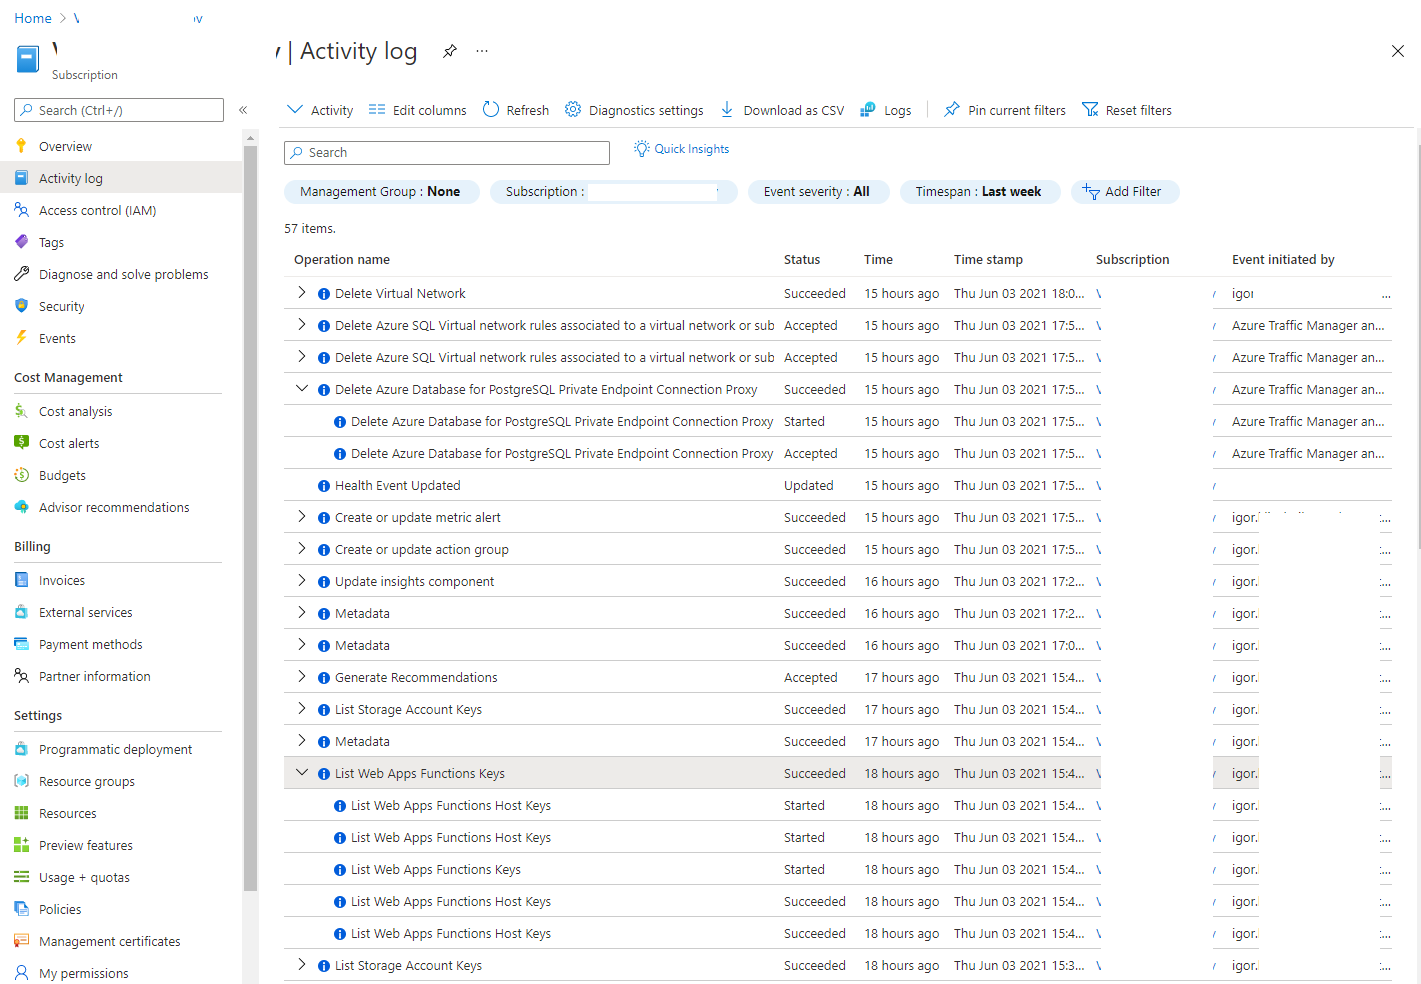 Home
Subscription
| Activity log
Search (Ctrl+/)
Overview
Activity log
Access control (IAM)
Tags
Diagnose and solve problems
Security
Events
Cost Management
Cost analysis
Cost alerts
Budgets
Advisor recommendations
Billing
Invoices
External services
Payment methods
Partner information
Settings
Programmatic deployment
Resource groups
Resources
Preview features
Usage + quotas
Policies
Management certificates
My permissions
Activity Edit columns Refresh Diagnostics settings Download as CSV Logs Pin current filters Reset filters
Search Quick Insights
Management Group : None Subscription : Event severity : All Timespan : Last week Add Filter
57 items.
Operation name Status Time Time stamp Subscription Event initiated by
Delete Virtual Network Succeeded 15 hours ago Thu Jun 03 2021 18:0... igor ...
Delete Azure SQL Virtual network rules associated to a virtual network or sub Accepted 15 hours ago Thu Jun 03 2021 17:5... Azure Traffic Manager an...
Delete Azure SQL Virtual network rules associated to a virtual network or sub Accepted 15 hours ago Thu Jun 03 2021 17:5... Azure Traffic Manager an...
Delete Azure Database for PostgreSQL Private Endpoint Connection Proxy Succeeded 15 hours ago Thu Jun 03 2021 17:5... Azure Traffic Manager an...
Delete Azure Database for PostgreSQL Private Endpoint Connection Proxy Started 15 hours ago Thu Jun 03 2021 17:5... Azure Traffic Manager an...
Delete Azure Database for PostgreSQL Private Endpoint Connection Proxy Accepted 15 hours ago Thu Jun 03 2021 17:5... Azure Traffic Manager an...
Health Event Updated Updated 15 hours ago Thu Jun 03 2021 17:5...
Create or update metric alert Succeeded 15 hours ago Thu Jun 03 2021 17:5... igor.
Create or update action group Succeeded 15 hours ago Thu Jun 03 2021 17:5... igor.
Update insights component Succeeded 16 hours ago Thu Jun 03 2021 17:2... igor.
Metadata Succeeded 16 hours ago Thu Jun 03 2021 17:2... igor.
Metadata Succeeded 16 hours ago Thu Jun 03 2021 17:0... igor.
Generate Recommendations Accepted 17 hours ago Thu Jun 03 2021 15:4... igor.
List Storage Account Keys Succeeded 17 hours ago Thu Jun 03 2021 15:4... igor.
Metadata Succeeded 17 hours ago Thu Jun 03 2021 15:4... igor.
List Web Apps Functions Keys Succeeded 18 hours ago Thu Jun 03 2021 15:4... igor.
List Web Apps Functions Host Keys Started 18 hours ago Thu Jun 03 2021 15:4... igor.
List Web Apps Functions Host Keys Started 18 hours ago Thu Jun 03 2021 15:4... igor.
List Web Apps Functions Keys Started 18 hours ago Thu Jun 03 2021 15:4... igor.
List Web Apps Functions Host Keys Succeeded 18 hours ago Thu Jun 03 2021 15:4... igor.
List Web Apps Functions Host Keys Succeeded 18 hours ago Thu Jun 03 2021 15:4... igor.
List Storage Account Keys Succeeded 18 hours ago Thu Jun 03 2021 15:3... igor.